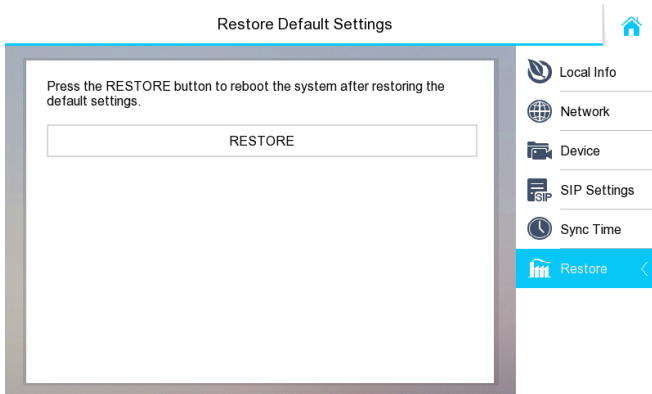 Restore Default Settings
Press the RESTORE button to reboot the system after restoring the
default settings.
RESTORE
Local Info
Network
Device
SIP
SIP Settings
Sync Time
Restore